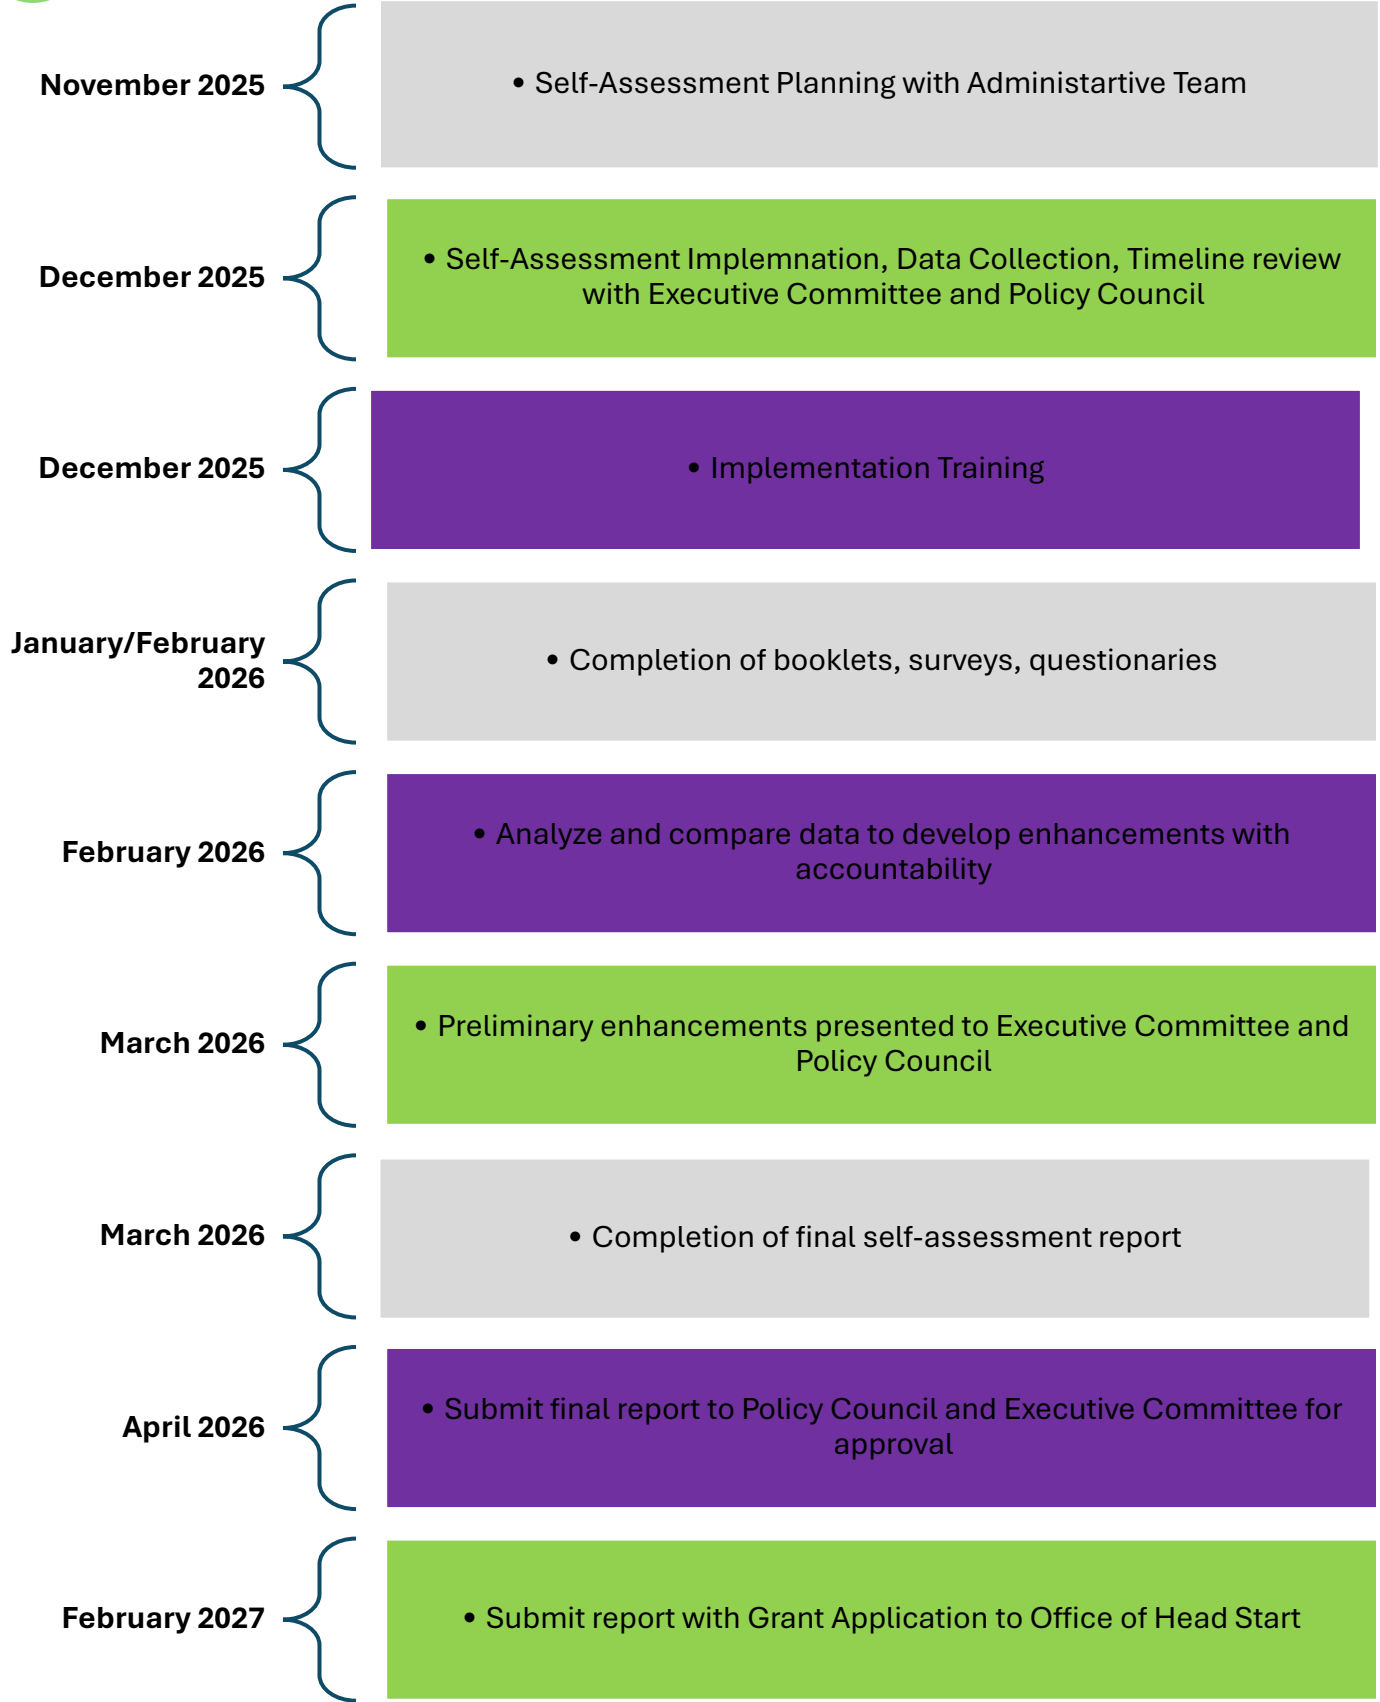 November 2025
• Self-Assessment Planning with Administartive Team
December 2025
• Self-Assessment Implemnation, Data Collection, Timeline review
with Executive Committee and Policy Council
December 2025
• Implementation Training
January/February
2026
• Completion of booklets, surveys, questionaries
February 2026
• Analyze and compare data to develop enhancements with
accountability
March 2026
• Preliminary enhancements presented to Executive Committee and
Policy Council
March 2026
• Completion of final self-assessment report
April 2026
• Submit final report to Policy Council and Executive Committee for
approval
February 2027
• Submit report with Grant Application to Office of Head Start